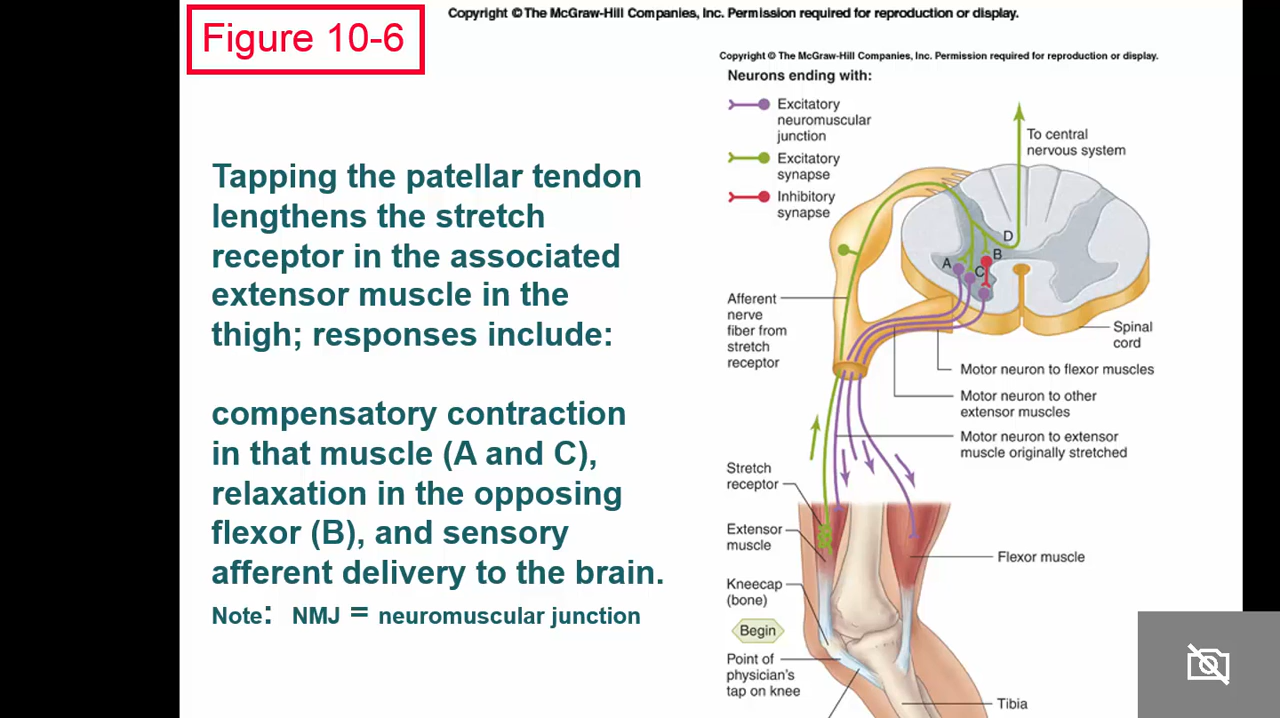 Figure 10-6
Copyright © The McGraw-Hill Companies, Inc. Permission required for reproduction or display.
Tapping the patellar tendon
lengthens the stretch
receptor in the associated
extensor muscle in the
thigh; responses include:
compensatory contraction
in that muscle (A and C),
relaxation in the opposing
flexor (B), and sensory
afferent delivery to the brain.
Note: NMJ = neuromuscular junction
Copyright © The McGraw-Hill Companies, Inc. Permission required for reproduction or display.
Neurons ending with:
Excitatory
neuromuscular
junction
Excitatory
synapse
Inhibitory
synapse
To central
nervous system
D
B
A
C
Afferent
nerve
fiber from
stretch
receptor
Spinal
cord
Motor neuron to flexor muscles
Motor neuron to other
extensor muscles
Motor neuron to extensor
muscle originally stretched
Stretch
receptor
Extensor
muscle
Flexor muscle
Kneecap
(bone)
Begin
Point of
physician's
tap on knee
Tibia